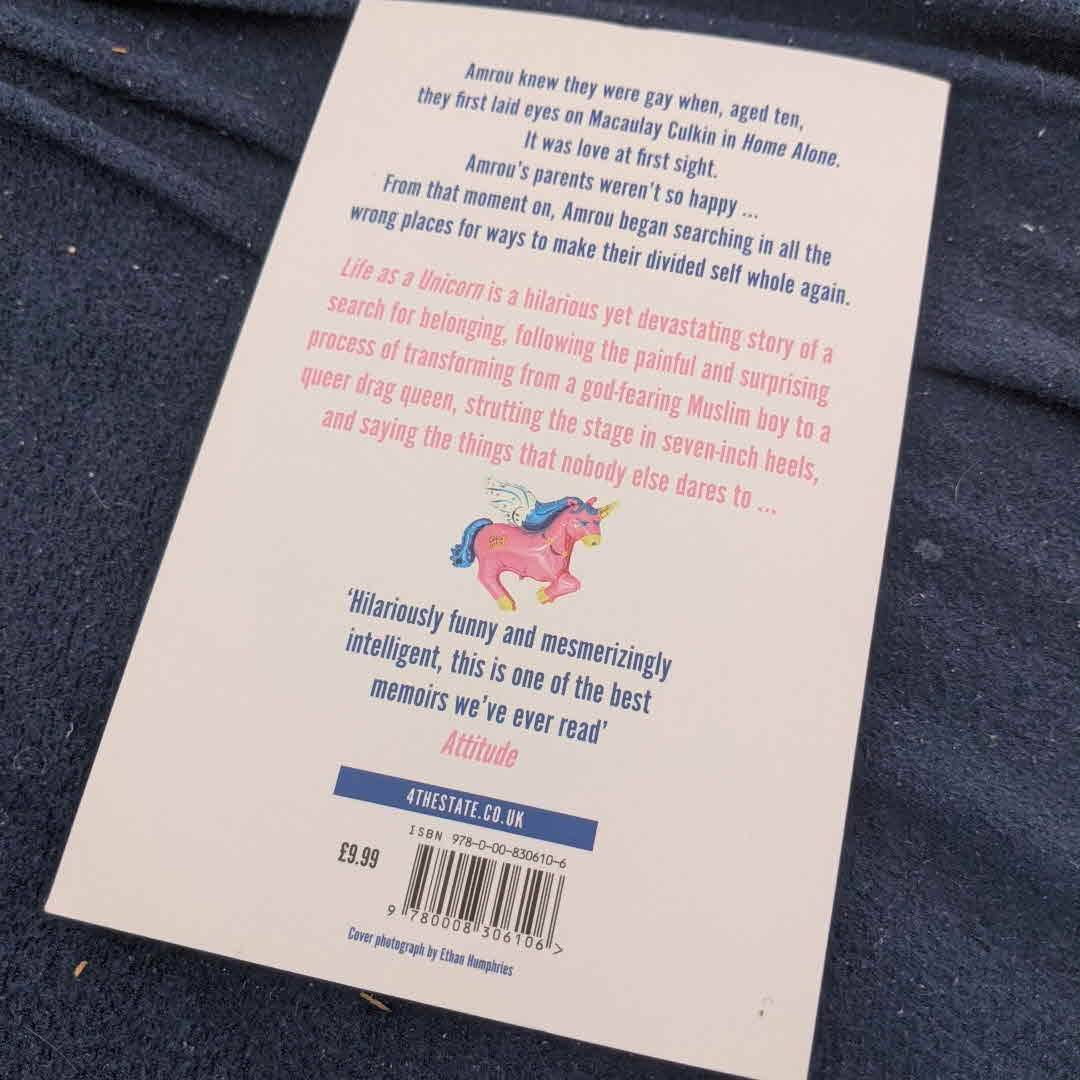 Amrou knew they were gay when, aged ten,
they first laid eyes on Macaulay Culkin in Home Alone.
It was love at first sight.
Amrou's parents weren't so happy ...
From that moment on, Amrou began searching in all the
wrong places for ways to make their divided self whole again.
Life as a Unicorn is a hilarious yet devastating story of a
search for belonging, following the painful and surprising
process of transforming from a god-fearing Muslim boy to a
queer drag queen, strutting the stage in seven-inch heels,
and saying the things that nobody else dares to ...
'Hilariously funny and mesmerizingly
intelligent, this is one of the best
memoirs we've ever read'
Attitude
4THESTATE.CO.UK
ISBN 978-0-00-830610-6
£9.99
9 780008 306106 >
Cover photograph by Ethan Humphries